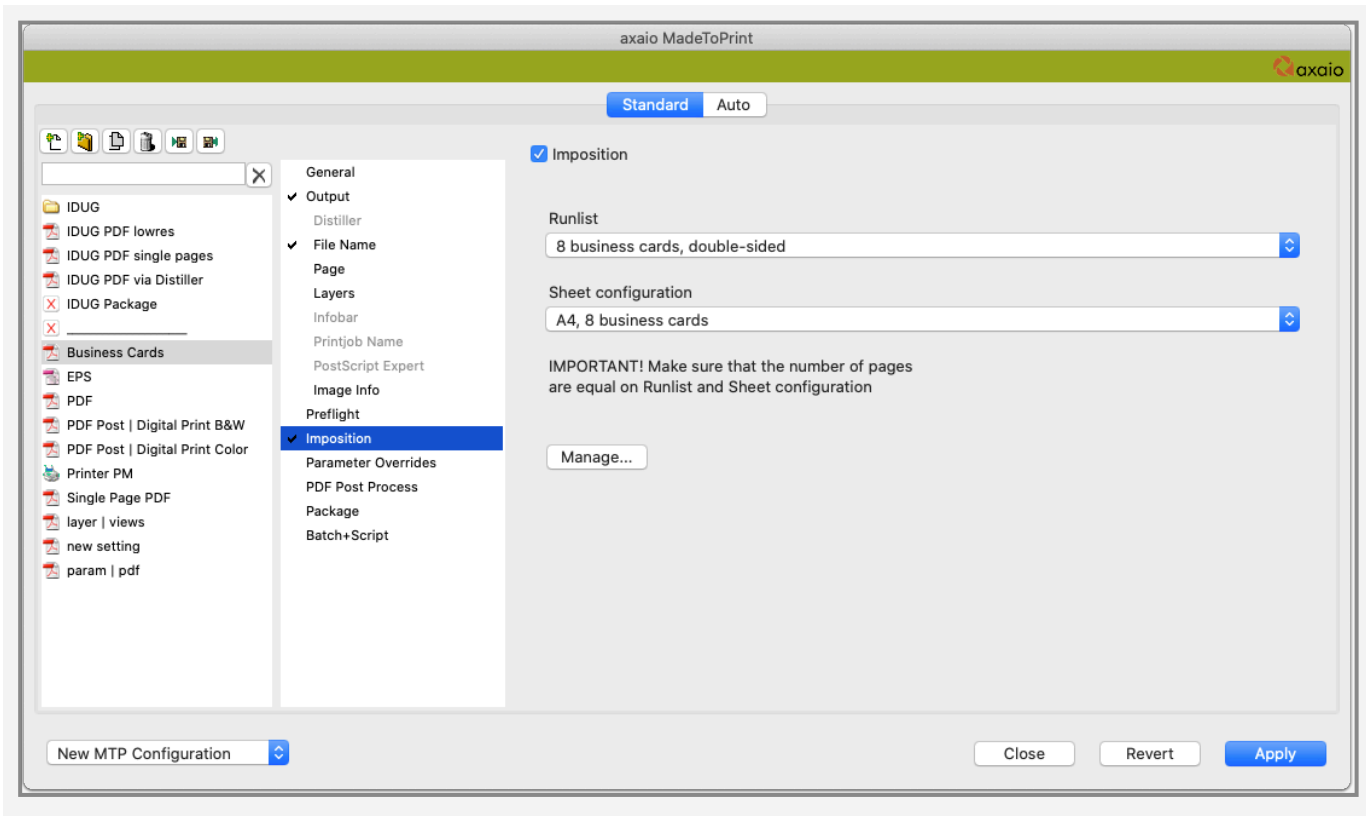 axaio MadeToPrint
axaio
Standard
Auto
IDUG
IDUG PDF lowres
IDUG PDF single pages
IDUG PDF via Distiller
IDUG Package
___________________
Business Cards
EPS
PDF
PDF Post | Digital Print B&W
PDF Post | Digital Print Color
Printer PM
Single Page PDF
layer | views
new setting
param | pdf
General
Output
Distiller
File Name
Page
Layers
Infobar
Printjob Name
PostScript Expert
Image Info
Preflight
Imposition
Parameter Overrides
PDF Post Process
Package
Batch+Script
Imposition
Runlist
8 business cards, double-sided
Sheet configuration
A4, 8 business cards
IMPORTANT! Make sure that the number of pages
are equal on Runlist and Sheet configuration
Manage...
New MTP Configuration
Close
Revert
Apply